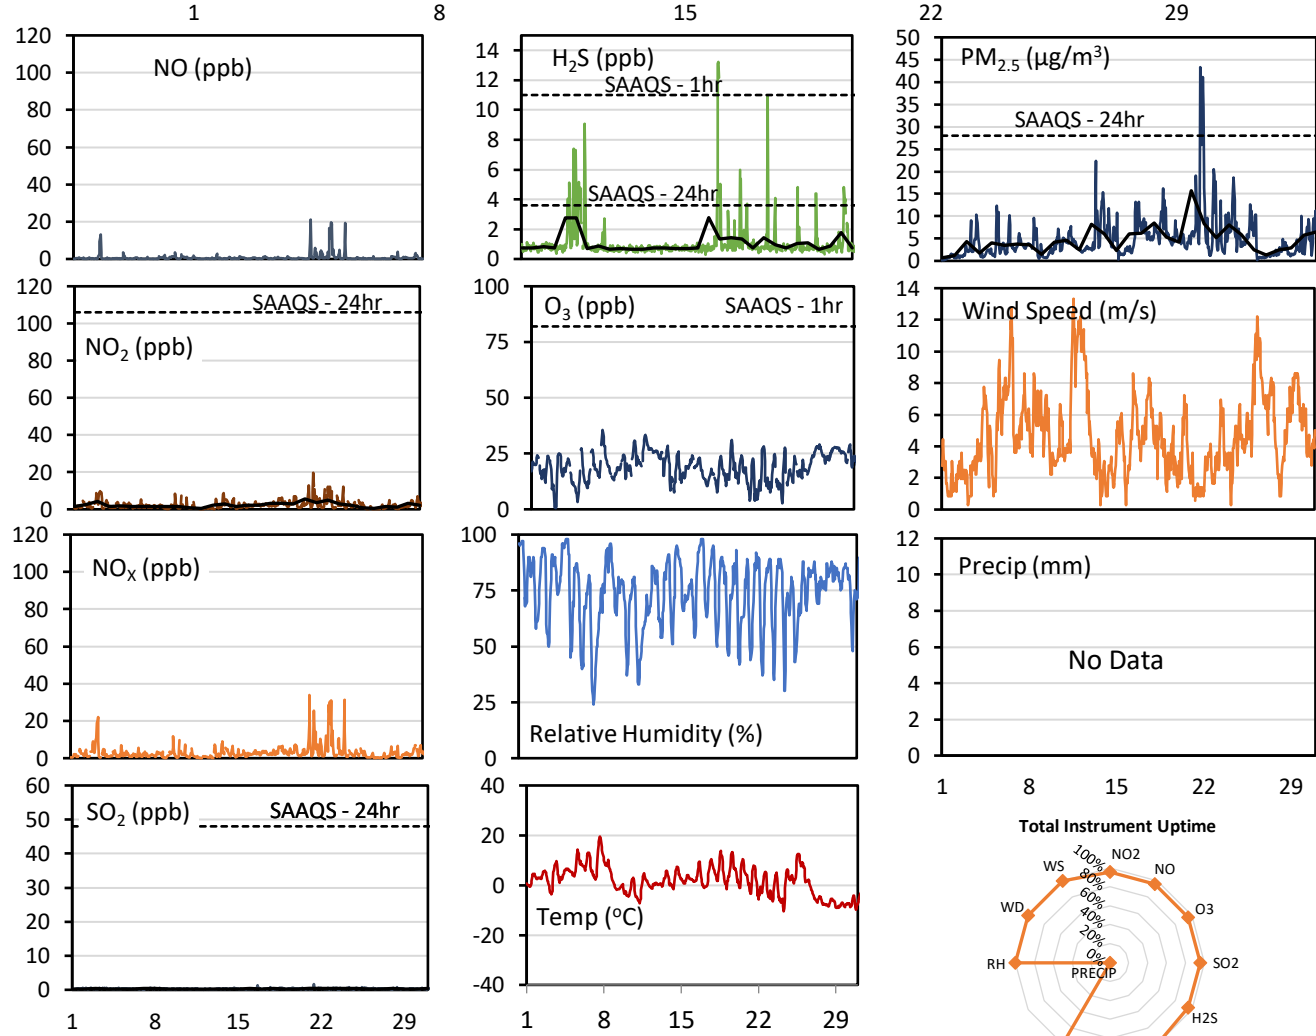 1 8 15 22 29
NO (ppb)
120
100
80
60
40
20
0
H2S (ppb)
SAAQS - 1hr
SAAQS - 24hr
14
12
10
8
6
4
2
0
PM2.5 (µg/m³)
SAAQS - 24hr
50
45
40
35
30
25
20
15
10
5
0
SAAQS - 24hr
NO2 (ppb)
120
100
80
60
40
20
0
O3 (ppb)
SAAQS - 1hr
100
75
50
25
0
Wind Speed (m/s)
14
12
10
8
6
4
2
0
NOX (ppb)
120
100
80
60
40
20
0
100
75
50
25
0
Relative Humidity (%)
Precip (mm)
No Data
12
10
8
6
4
2
0
1 8 15 22 29
SO2 (ppb)
SAAQS - 24hr
60
50
40
30
20
10
0
1 8 15 22 29
40
20
0
-20
-40
Temp (oC)
1 8 15 22 29
Total Instrument Uptime
100%
80%
60%
40%
20%
0%
NO2
NO
O3
SO2
H2S
PRECIP
RH
WD
WS